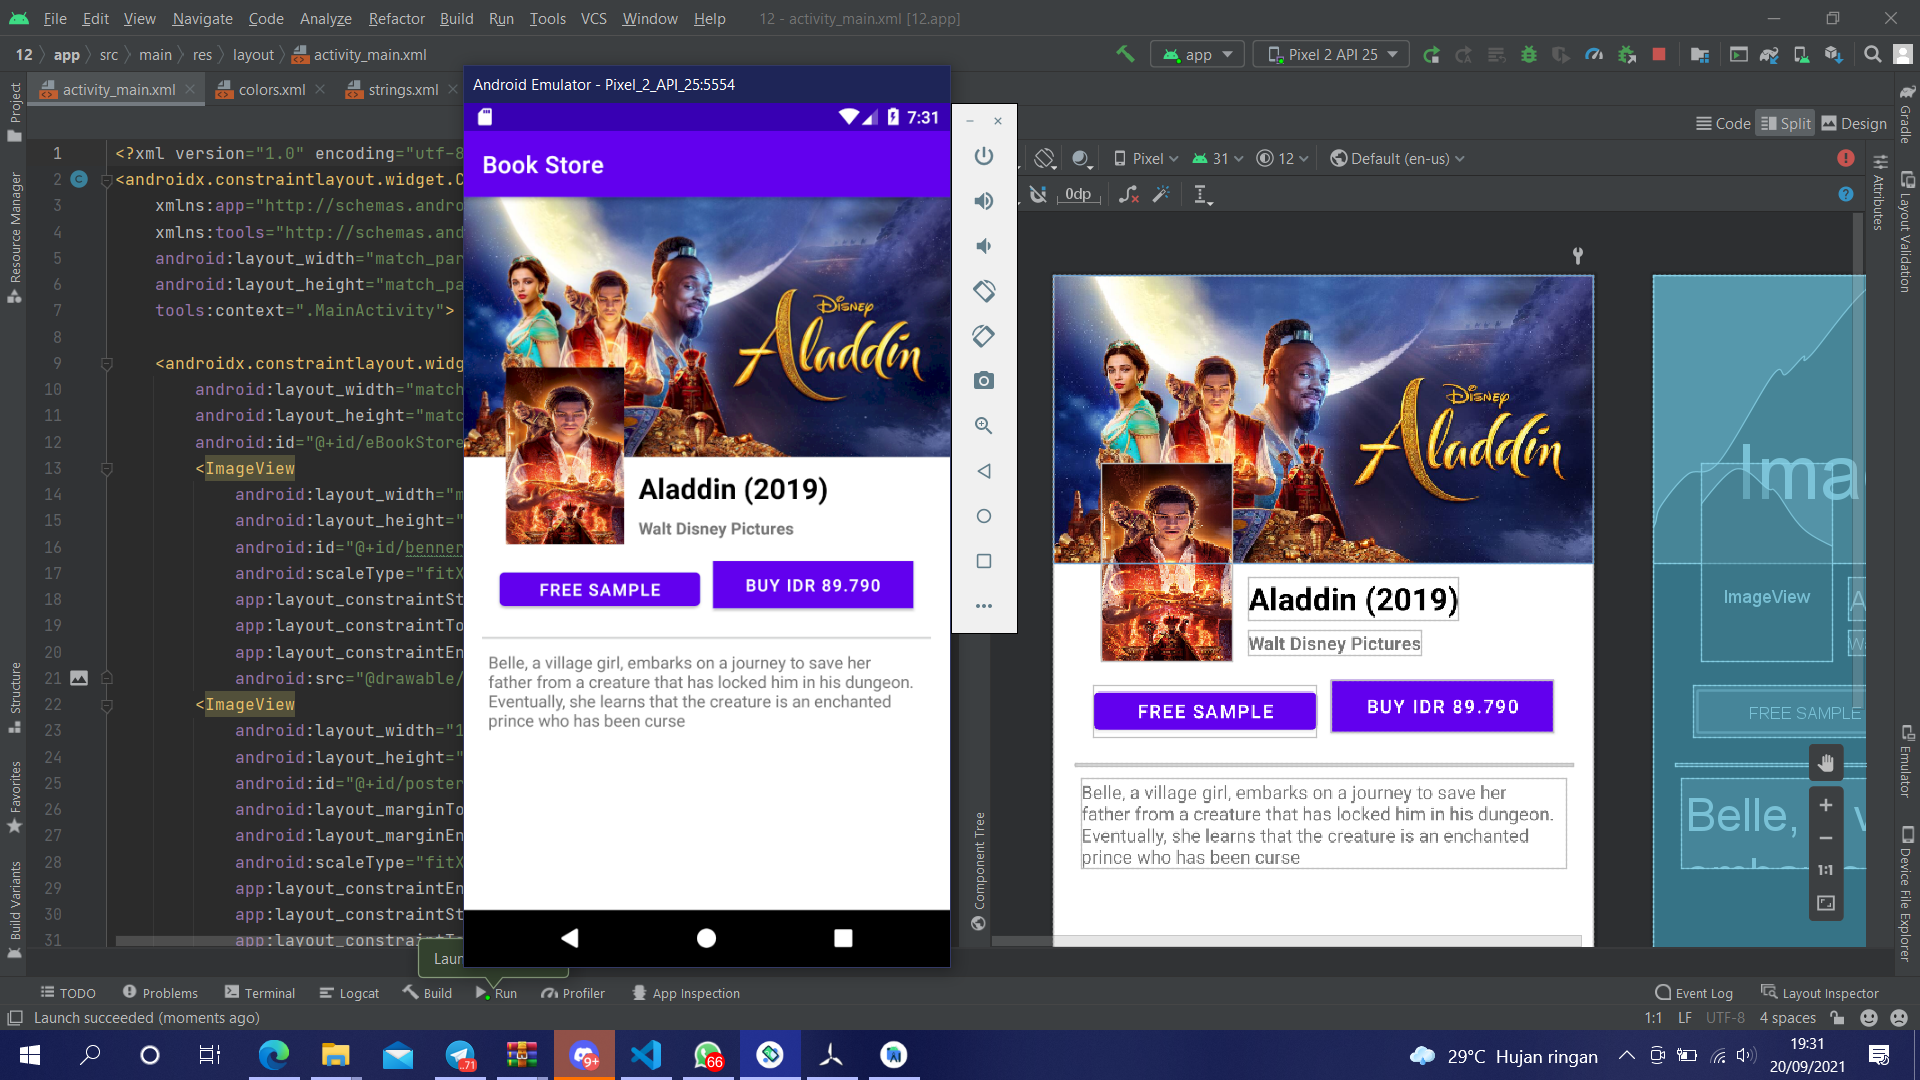 File Edit View Navigate Code Analyze Refactor Build Run Tools VCS Window Help 12 - activity_main.xml [12.app]
12 app src main res layout activity_main.xml app Pixel 2 API 25
activity_main.xml colors.xml strings.xml
Android Emulator - Pixel_2_API_25:5554
7:31
Book Store
DISNEY
Aladdin
Aladdin (2019)
Walt Disney Pictures
FREE SAMPLE BUY IDR 89.790
Belle, a village girl, embarks on a journey to save her
father from a creature that has locked him in his dungeon.
Eventually, she learns that the creature is an enchanted
prince who has been curse
Code Split Design
Pixel 31 12 Default (en-us)
0dp
1 <?xml version="1.0" encoding="utf-8
2 <androidx.constraintlayout.widget.C
3 xmlns:app="http://schemas.andro
4 xmlns:tools="http://schemas.and
5 android:layout_width="match_par
6 android:layout_height="match_pa
7 tools:context=".MainActivity">
8
9 <androidx.constraintlayout.widg
10 android:layout_width="match
11 android:layout_height="matc
12 android:id="@+id/eBookStore
13 <ImageView
14 android:layout_width="m
15 android:layout_height="
16 android:id="@+id/benner
17 android:scaleType="fitX
18 app:layout_constraintSt
19 app:layout_constraintTo
20 app:layout_constraintEn
21 android:src="@drawable/
22 <ImageView
23 android:layout_width="1
24 android:layout_height="
25 android:id="@+id/poster
26 android:layout_marginTo
27 android:layout_marginEn
28 android:scaleType="fitX
29 app:layout_constraintEn
30 app:layout_constraintSt
31 app:layout_constraintT
DISNEY
Aladdin
Aladdin (2019)
Walt Disney Pictures
FREE SAMPLE BUY IDR 89.790
Belle, a village girl, embarks on a journey to save her
father from a creature that has locked him in his dungeon.
Eventually, she learns that the creature is an enchanted
prince who has been curse
Ima
ImageView
A
W
FREE SAMPLE
Belle, v
1:1
Project
Resource Manager
Structure
Favorites
Build Variants
Component Tree
Attributes
Gradle
Layout Validation
Emulator
Device File Explorer
Laun
TODO Problems Terminal Logcat Build Run Profiler App Inspection Event Log Layout Inspector
Launch succeeded (moments ago) 1:1 LF UTF-8 4 spaces
..71 9+ 66
29°C Hujan ringan
19:31
20/09/2021